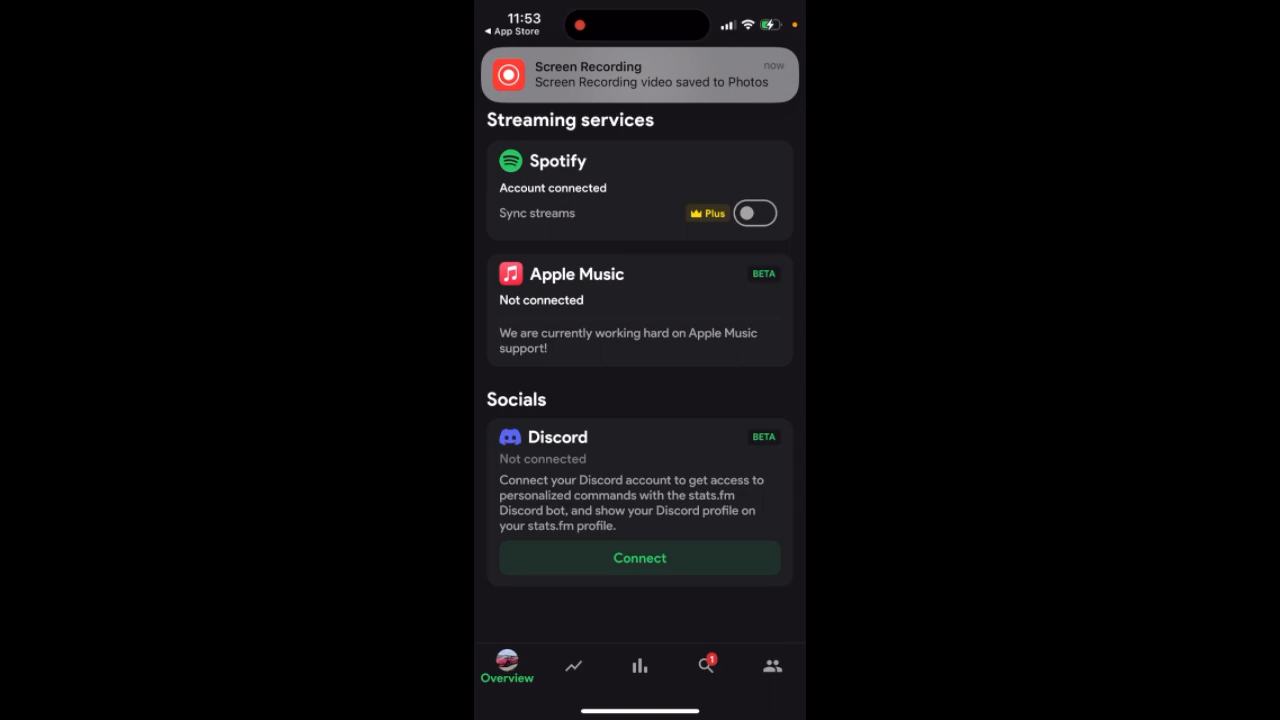 11:53
◀ App Store
Screen Recording
now
Screen Recording video saved to Photos
Streaming services
Spotify
Account connected
Sync streams
Plus
Apple Music
BETA
Not connected
We are currently working hard on Apple Music
support!
Socials
Discord
BETA
Not connected
Connect your Discord account to get access to
personalized commands with the stats.fm
Discord bot, and show your Discord profile on
your stats.fm profile.
Connect
1
Overview